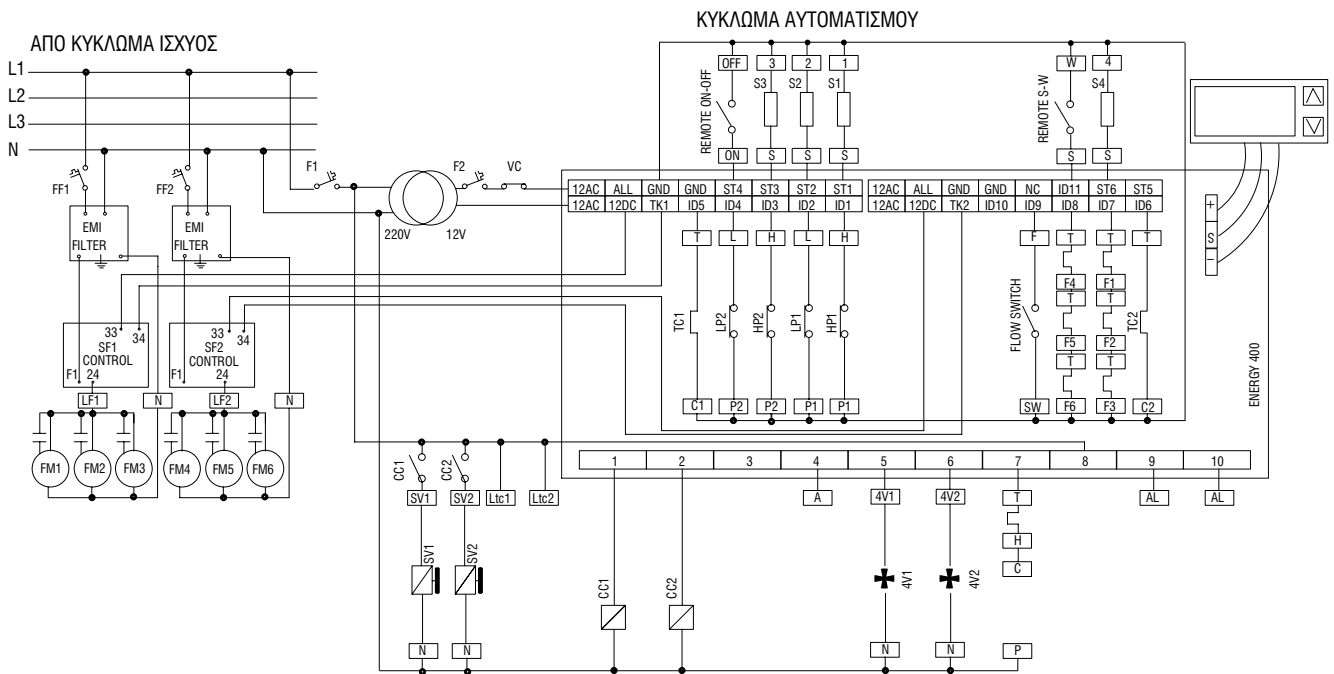 ΚΥΚΛΩΜΑ ΑΥΤΟΜΑΤΙΣΜΟΥ
ΑΠΟ ΚΥΚΛΩΜΑ ΙΣΧΥΟΣ
L1
L2
L3
N
OFF 3 2 1 W 4
S3 S2 S1 S4
REMOTE ON-OFF
REMOTE S-W
ON S S S S S
F1 F2 VC
FF1 FF2
12AC ALL GND GND ST4 ST3 ST2 ST1
12AC 12DC TK1 ID5 ID4 ID3 ID2 ID1
12AC ALL GND GND NC ID11 ST6 ST5
12AC 12DC TK2 ID10 ID9 ID8 ID7 ID6
+
S
−
EMI
FILTER
EMI
FILTER
220V 12V
T L H L H F T T T
F4 F1
T T
TC1 LP2 HP2 LP1 HP1 FLOW SWITCH TC2
F5 F2
T T
33 34
SF1
CONTROL
F1 24
33 34
SF2
CONTROL
F1 24
ENERGY 400
LF1 N LF2 N
C1 P2 P2 P1 P1 SW F6 F3 C2
FM1 FM2 FM3 FM4 FM5 FM6
CC1 CC2
1 2 3 4 5 6 7 8 9 10
SV1 SV2 Ltc1 Ltc2 A 4V1 4V2 T AL AL
H
C
SV1 SV2 CC1 CC2 4V1 4V2
N N N N P